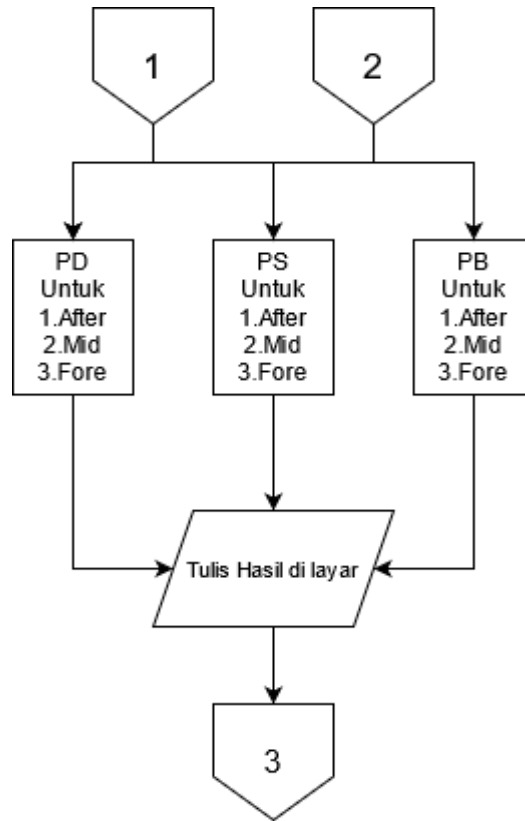 1
2
PD
Untuk
1.After
2.Mid
3.Fore
PS
Untuk
1.After
2.Mid
3.Fore
PB
Untuk
1.After
2.Mid
3.Fore
Tulis Hasil di layar
3